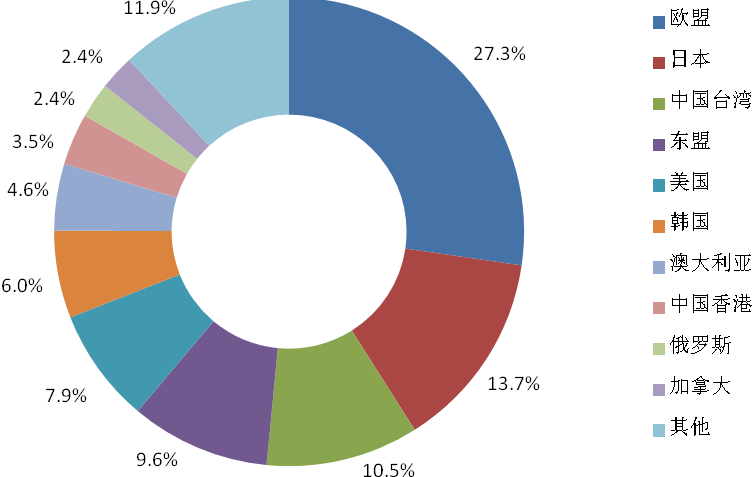 11.9%
2.4%
2.4%
3.5%
4.6%
6.0%
7.9%
9.6%
10.5%
13.7%
27.3%
欧盟
日本
中国台湾
东盟
美国
韩国
澳大利亚
中国香港
俄罗斯
加拿大
其他